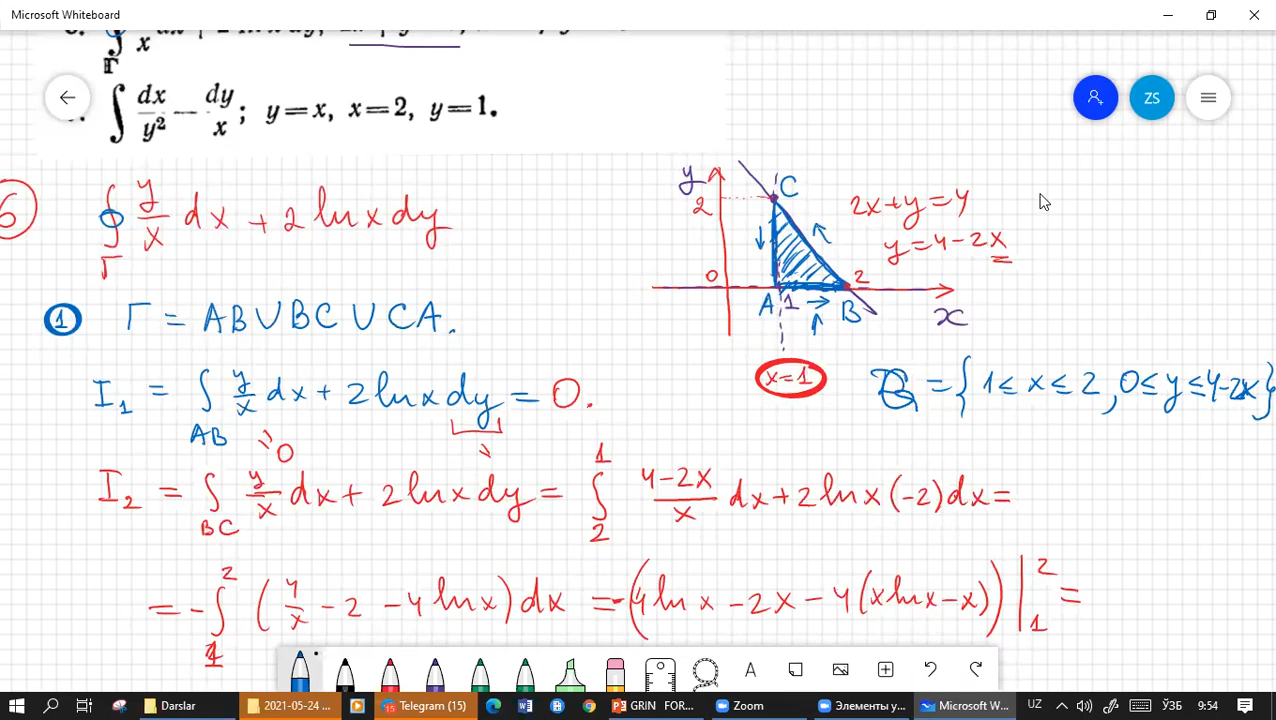 Microsoft Whiteboard
∫ dx/y² − dy/x; y=x, x=2, y=1.
ZS
6
∮ y/x dx + 2 ln x dy
Γ
y
2
C
0
A 1
B
2
x
2x+y=4
y=4-2x
x=1
1 Γ = AB ∪ BC ∪ CA.
I₁ = ∫ y/x dx + 2 ln x dy = 0.
AB
0
= { 1 ≤ x ≤ 2, 0 ≤ y ≤ 4-2x }
I₂ = ∫ y/x dx + 2 ln x dy = ∫ 4-2x/x dx + 2 ln x (-2) dx =
BC
1
2
= - ∫ ( 4/x - 2 - 4 ln x ) dx = -( 4 ln x - 2x - 4 ( x ln x - x ) ) | =
2
1
2
1
A
Darslar
2021-05-24 ...
Telegram (15)
GRIN FOR...
Zoom
Элементы у...
Microsoft W...
UZ
ЎЗБ
9:54